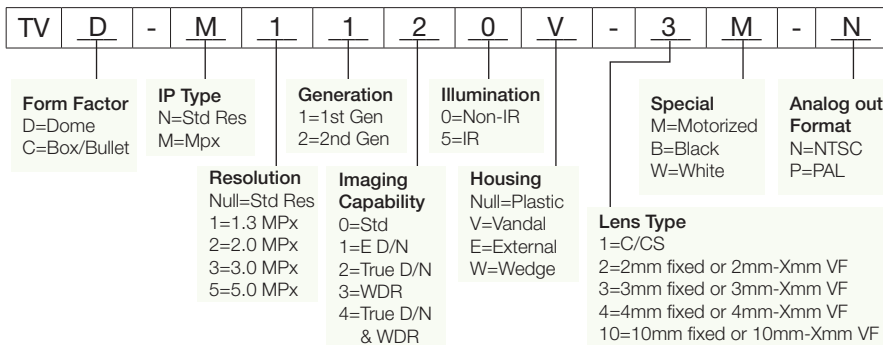 TV D - M 1 1 2 0 V - 3 M - N
Form Factor
D=Dome
C=Box/Bullet
IP Type
N=Std Res
M=Mpx
Generation
1=1st Gen
2=2nd Gen
Illumination
0=Non-IR
5=IR
Special
M=Motorized
B=Black
W=White
Analog out
Format
N=NTSC
P=PAL
Resolution
Null=Std Res
1=1.3 MPx
2=2.0 MPx
3=3.0 MPx
5=5.0 MPx
Imaging
Capability
0=Std
1=E D/N
2=True D/N
3=WDR
4=True D/N
& WDR
Housing
Null=Plastic
V=Vandal
E=External
W=Wedge
Lens Type
1=C/CS
2=2mm fixed or 2mm-Xmm VF
3=3mm fixed or 3mm-Xmm VF
4=4mm fixed or 4mm-Xmm VF
10=10mm fixed or 10mm-Xmm VF